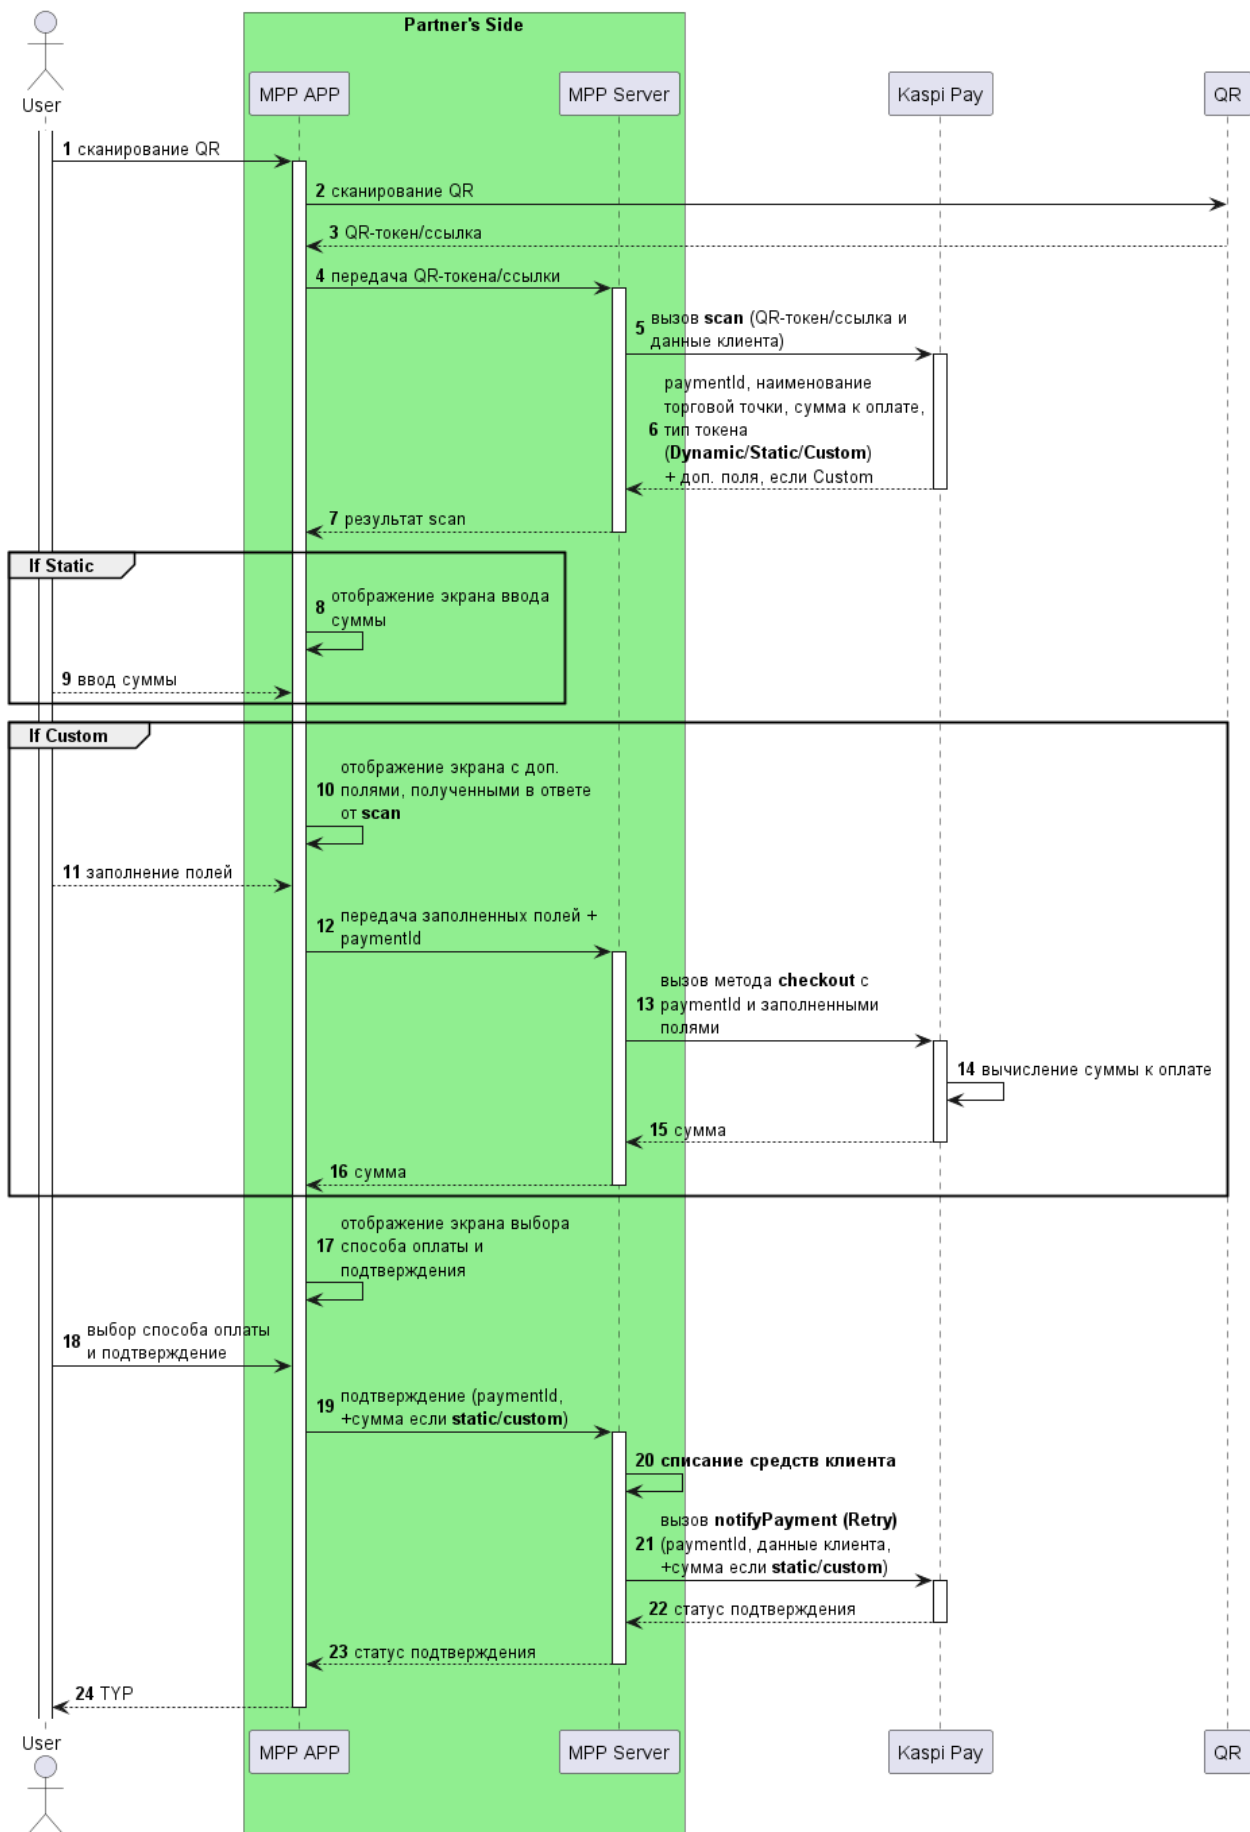 Partner's Side
User
MPP APP
MPP Server
Kaspi Pay
QR
1 сканирование QR
2 сканирование QR
3 QR-токен/ссылка
4 передача QR-токена/ссылки
5 вызов scan (QR-токен/ссылка и
данные клиента)
paymentId, наименование
торговой точки, сумма к оплате,
6 тип токена
(Dynamic/Static/Custom)
+ доп. поля, если Custom
7 результат scan
If Static
8 отображение экрана ввода
суммы
9 ввод суммы
If Custom
отображение экрана с доп.
10 полями, полученными в ответе
от scan
11 заполнение полей
12 передача заполненных полей +
paymentId
вызов метода checkout с
13 paymentId и заполненными
полями
14 вычисление суммы к оплате
15 сумма
16 сумма
отображение экрана выбора
17 способа оплаты и
подтверждения
18 выбор способа оплаты
и подтверждение
19 подтверждение (paymentId,
+сумма если static/custom)
20 списание средств клиента
вызов notifyPayment (Retry)
21 (paymentId, данные клиента,
+сумма если static/custom)
22 статус подтверждения
23 статус подтверждения
24 TYP
User
MPP APP
MPP Server
Kaspi Pay
QR